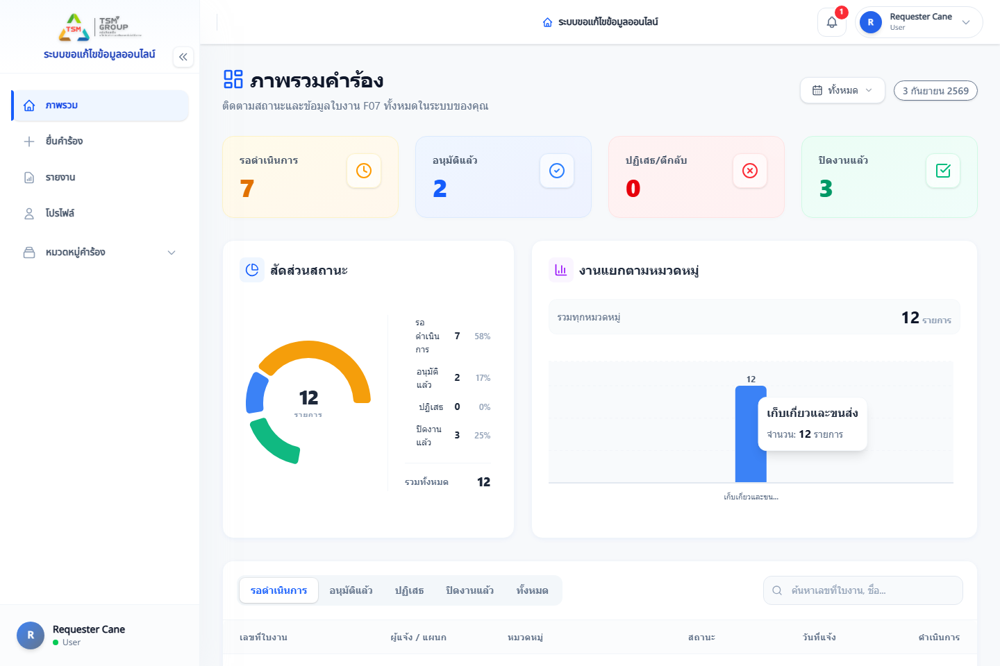 TSM
TSM
GROUP
ระบบขอแก้ไขข้อมูลออนไลน์
ภาพรวม
ยื่นคำร้อง
รายงาน
โปรไฟล์
หมวดหมู่คำร้อง
R
Requester Cane
User
ระบบขอแก้ไขข้อมูลออนไลน์
1
R
Requester Cane
User
ภาพรวมคำร้อง
ติดตามสถานะและข้อมูลใบงาน F07 ทั้งหมดในระบบของคุณ
ทั้งหมด
3 กันยายน 2569
รอดำเนินการ
7
อนุมัติแล้ว
2
ปฏิเสธ/ตีกลับ
0
ปิดงานแล้ว
3
สัดส่วนสถานะ
12
รายการ
รอ
ดำเนิน
การ
7 58%
อนุมัติ
แล้ว
2 17%
ปฏิเสธ 0 0%
ปิดงาน
แล้ว
3 25%
รวมทั้งหมด 12
งานแยกตามหมวดหมู่
รวมทุกหมวดหมู่ 12 รายการ
12
เก็บเกี่ยวและขนส่ง
จำนวน: 12 รายการ
เก็บเกี่ยวและขน...
รอดำเนินการ อนุมัติแล้ว ปฏิเสธ ปิดงานแล้ว ทั้งหมด
ค้นหาเลขที่ใบงาน, ชื่อ...
เลขที่ใบงาน ผู้แจ้ง / แผนก หมวดหมู่ สถานะ วันที่แจ้ง ดำเนินการ